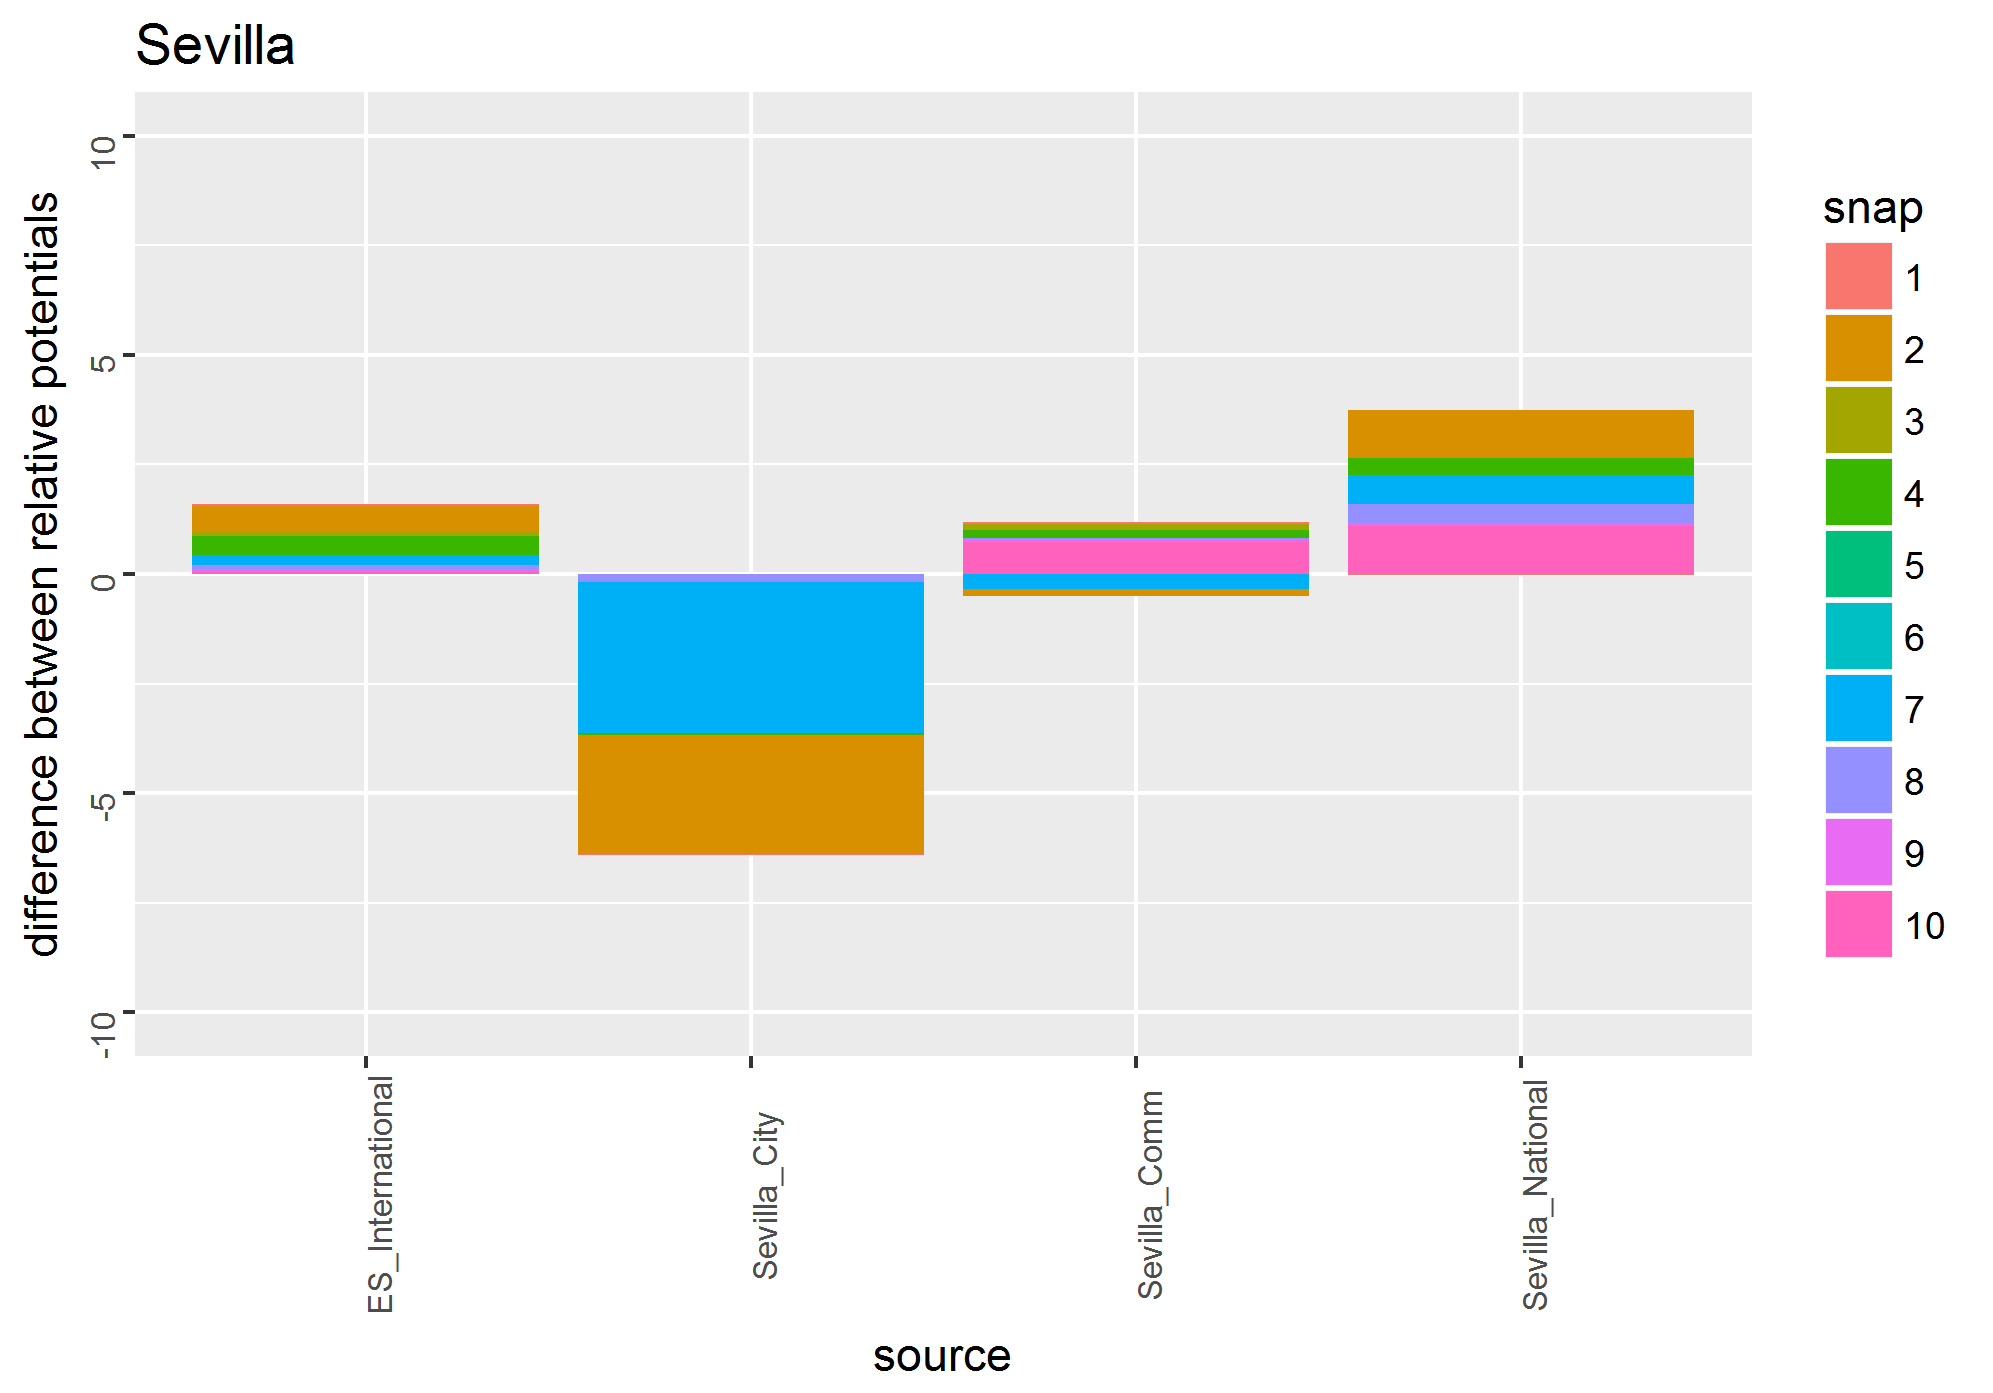 Sevilla
difference between relative potentials
10
5
0
-5
-10
ES_International
Sevilla_City
Sevilla_Comm
Sevilla_National
source
snap
1
2
3
4
5
6
7
8
9
10